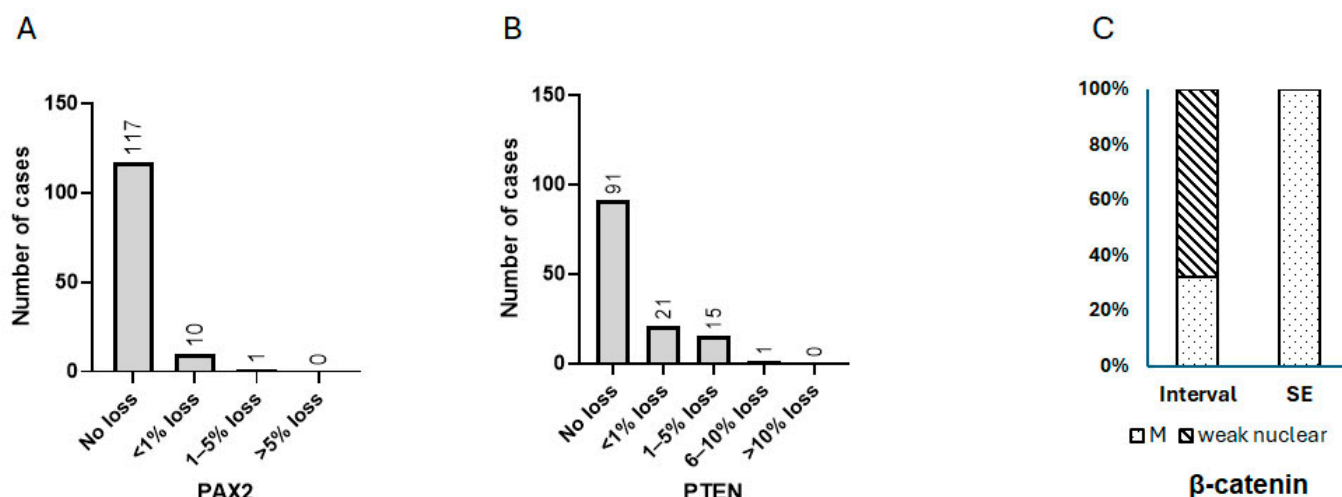 A
B
C
Number of cases
150
100
50
0
117
10
1
0
No loss
<1% loss
1–5% loss
>5% loss
PAX2
Number of cases
150
100
50
0
91
21
15
1
0
No loss
<1% loss
1–5% loss
6–10% loss
>10% loss
PTEN
100%
80%
60%
40%
20%
0%
Interval
SE
M weak nuclear
β-catenin